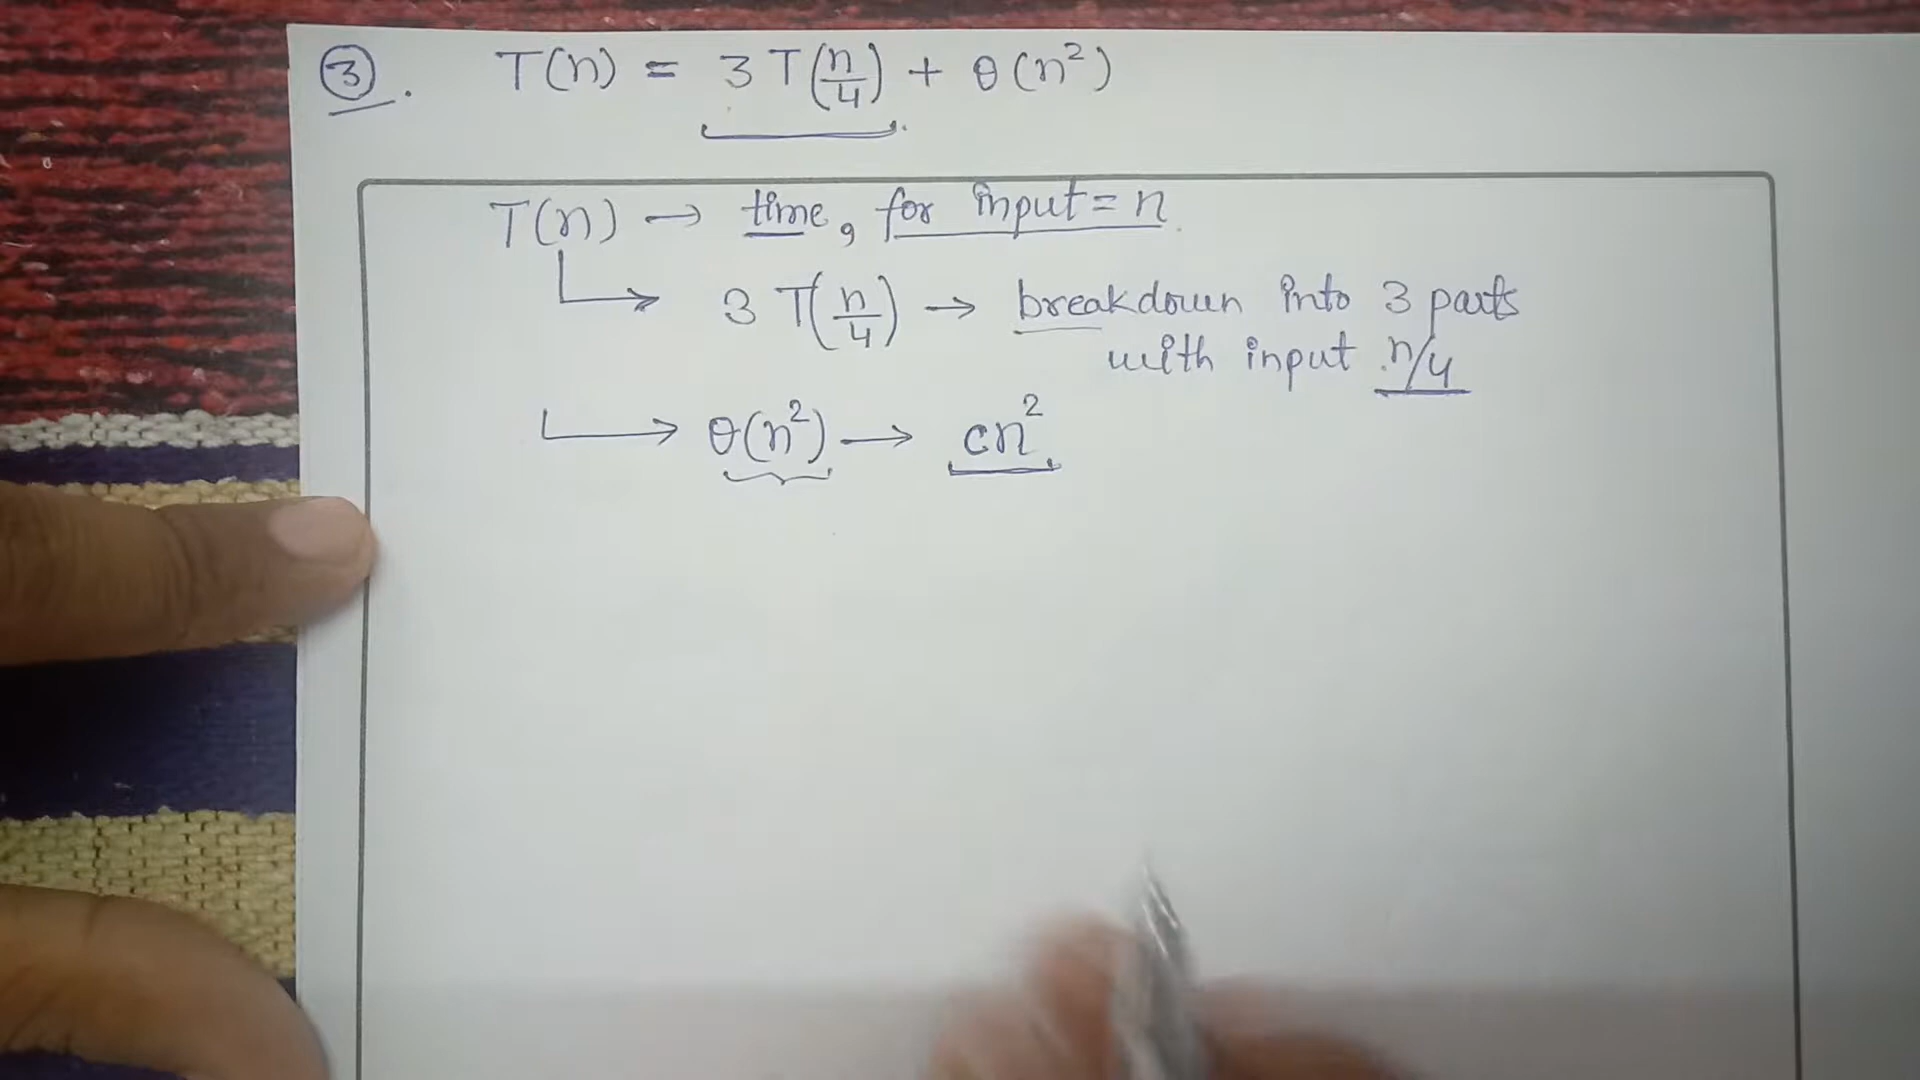 3. T(n) = 3T(n/4) + θ(n²)
T(n) → time, for input = n
↳ 3T(n/4) → breakdown into 3 parts
with input n/4
↳ θ(n²) → cn²